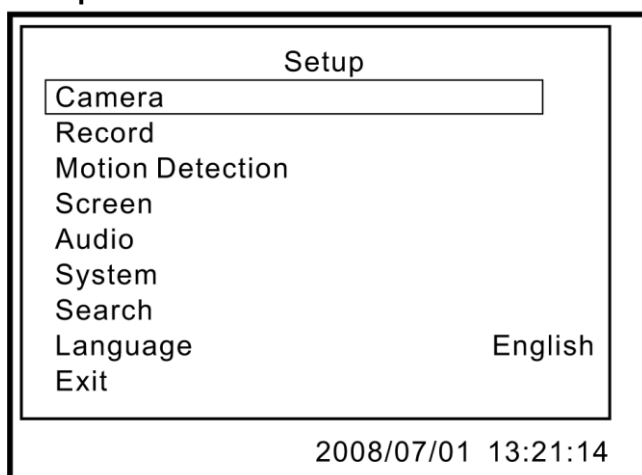 Setup
Camera
Record
Motion Detection
Screen
Audio
System
Search
Language English
Exit
2008/07/01 13:21:14